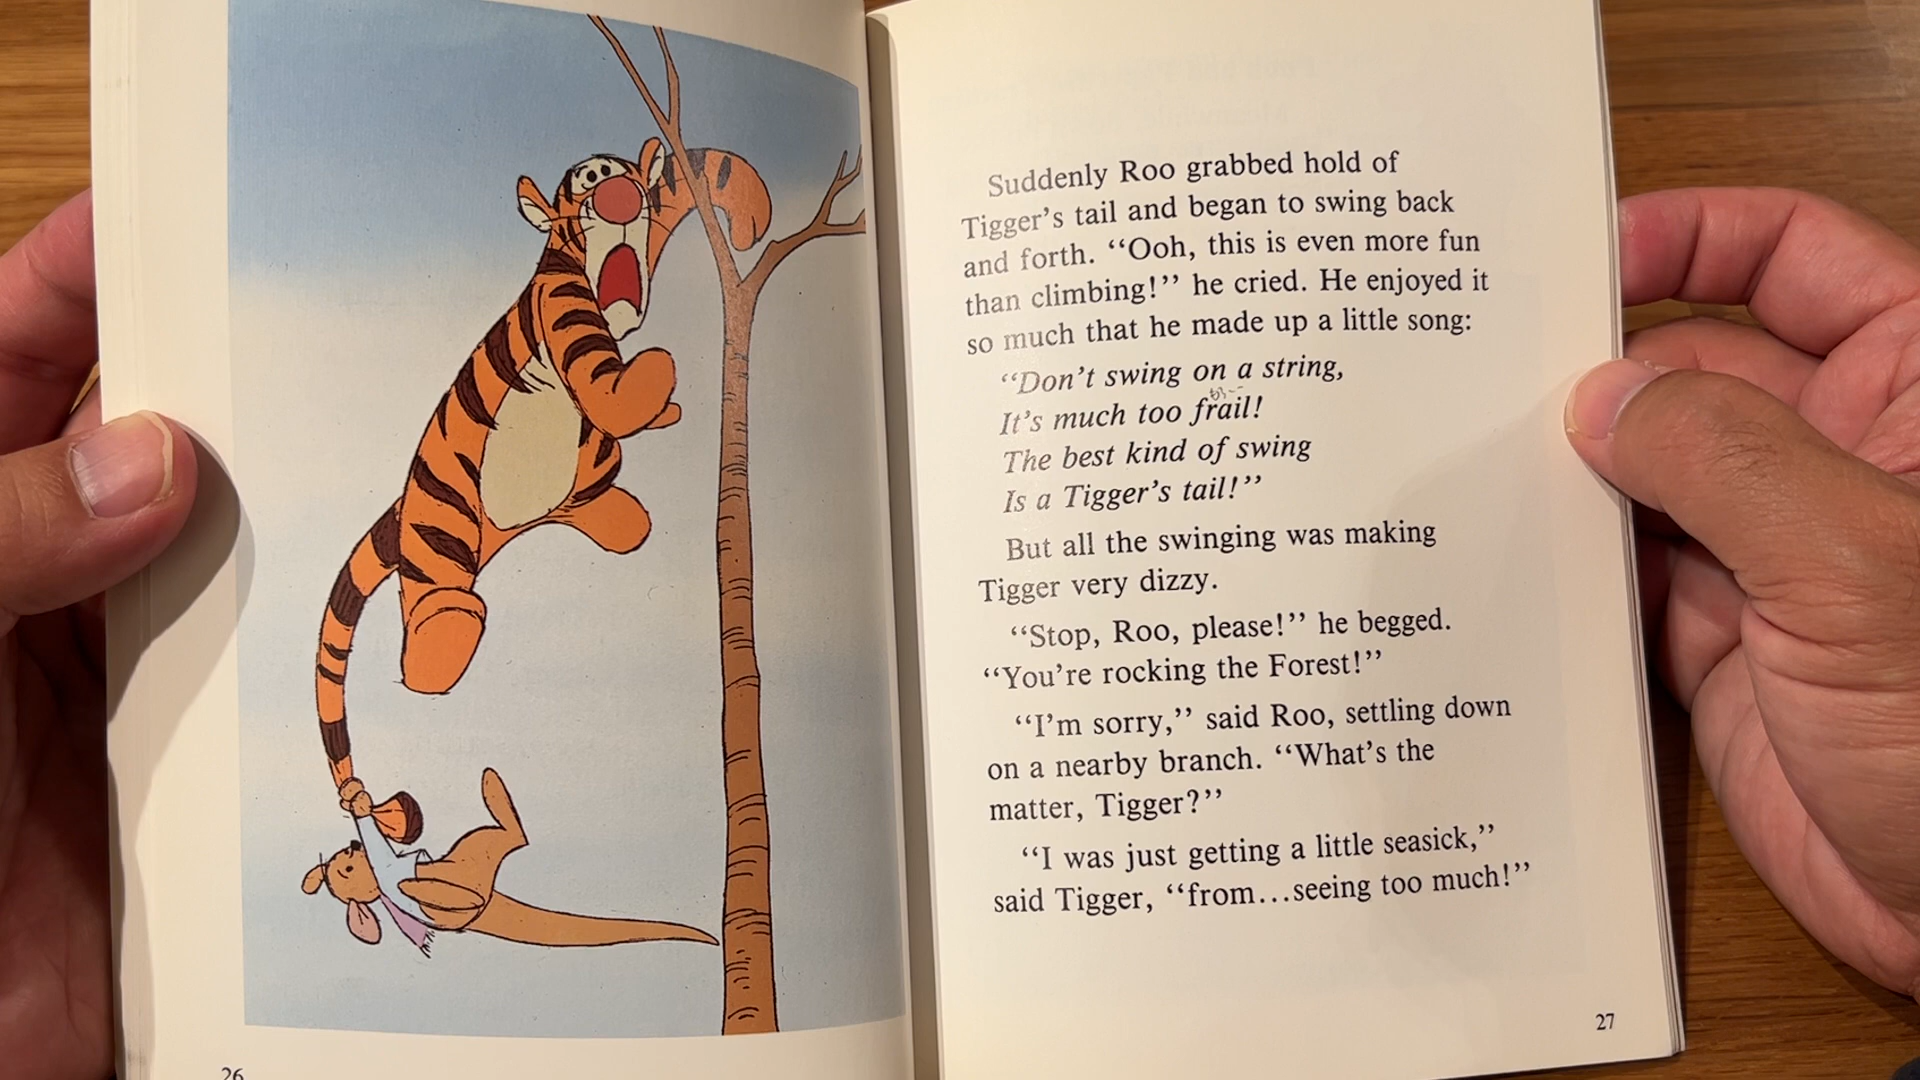 Suddenly Roo grabbed hold of
Tigger's tail and began to swing back
and forth. “Ooh, this is even more fun
than climbing!” he cried. He enjoyed it
so much that he made up a little song:
“Don't swing on a string,
It's much too frail!
The best kind of swing
Is a Tigger's tail!”
But all the swinging was making
Tigger very dizzy.
“Stop, Roo, please!” he begged.
“You're rocking the Forest!”
“I'm sorry,” said Roo, settling down
on a nearby branch. “What's the
matter, Tigger?”
“I was just getting a little seasick,”
said Tigger, “from...seeing too much!”
26
27